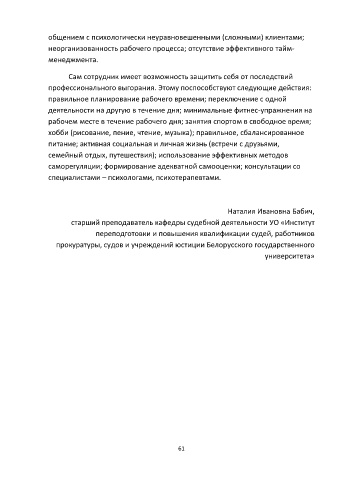 общением с психологически неуравновешенными (сложными) клиентами;
неорганизованность рабочего процесса; отсутствие эффективного тайм-
менеджмента.
Сам сотрудник имеет возможность защитить себя от последствий
профессионального выгорания. Этому поспособствуют следующие действия:
правильное планирование рабочего времени; переключение с одной
деятельности на другую в течение дня; минимальные фитнес-упражнения на
рабочем месте в течение рабочего дня; занятия спортом в свободное время;
хобби (рисование, пение, чтение, музыка); правильное, сбалансированное
питание; активная социальная и личная жизнь (встречи с друзьями,
семейный отдых, путешествия); использование эффективных методов
саморегуляции; формирование адекватной самооценки; консультации со
специалистами – психологами, психотерапевтами.
Наталия Ивановна Бабич,
старший преподаватель кафедры судебной деятельности УО «Институт
переподготовки и повышения квалификации судей, работников
прокуратуры, судов и учреждений юстиции Белорусского государственного
университета»
61